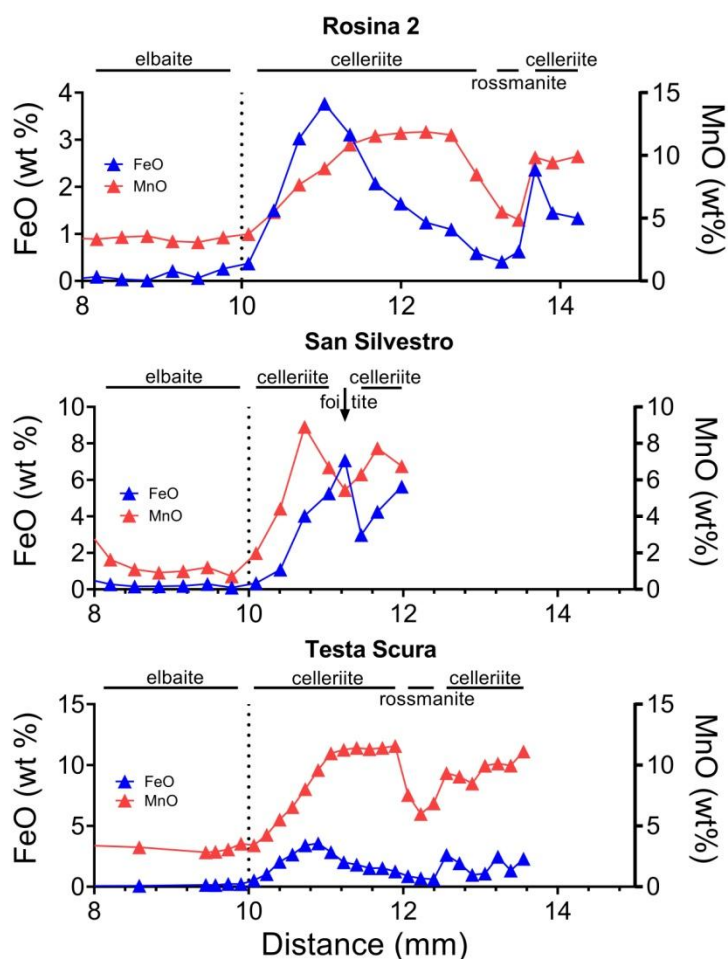 Rosina 2
elbaite celleriite rossmanite celleriite
FeO (wt %)
4
3
2
1
0
FeO
MnO
15
10
5
0
MnO (wt%)
8 10 12 14
San Silvestro
elbaite celleriite foi tite celleriite
FeO (wt %)
10
8
6
4
2
0
FeO
MnO
10
8
6
4
2
0
MnO (wt%)
8 10 12 14
Testa Scura
elbaite celleriite rossmanite celleriite
FeO (wt %)
15
10
5
0
FeO
MnO
15
10
5
0
MnO (wt%)
8 10 12 14
Distance (mm)